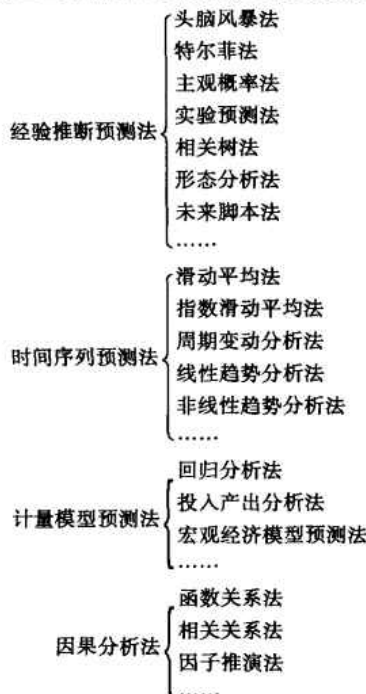 经验推断预测法
头脑风暴法
特尔菲法
主观概率法
实验预测法
相关树法
形态分析法
未来脚本法
……
时间序列预测法
滑动平均法
指数滑动平均法
周期变动分析法
线性趋势分析法
非线性趋势分析法
……
计量模型预测法
回归分析法
投入产出分析法
宏观经济模型预测法
……
因果分析法
函数关系法
相关关系法
因子推演法
……